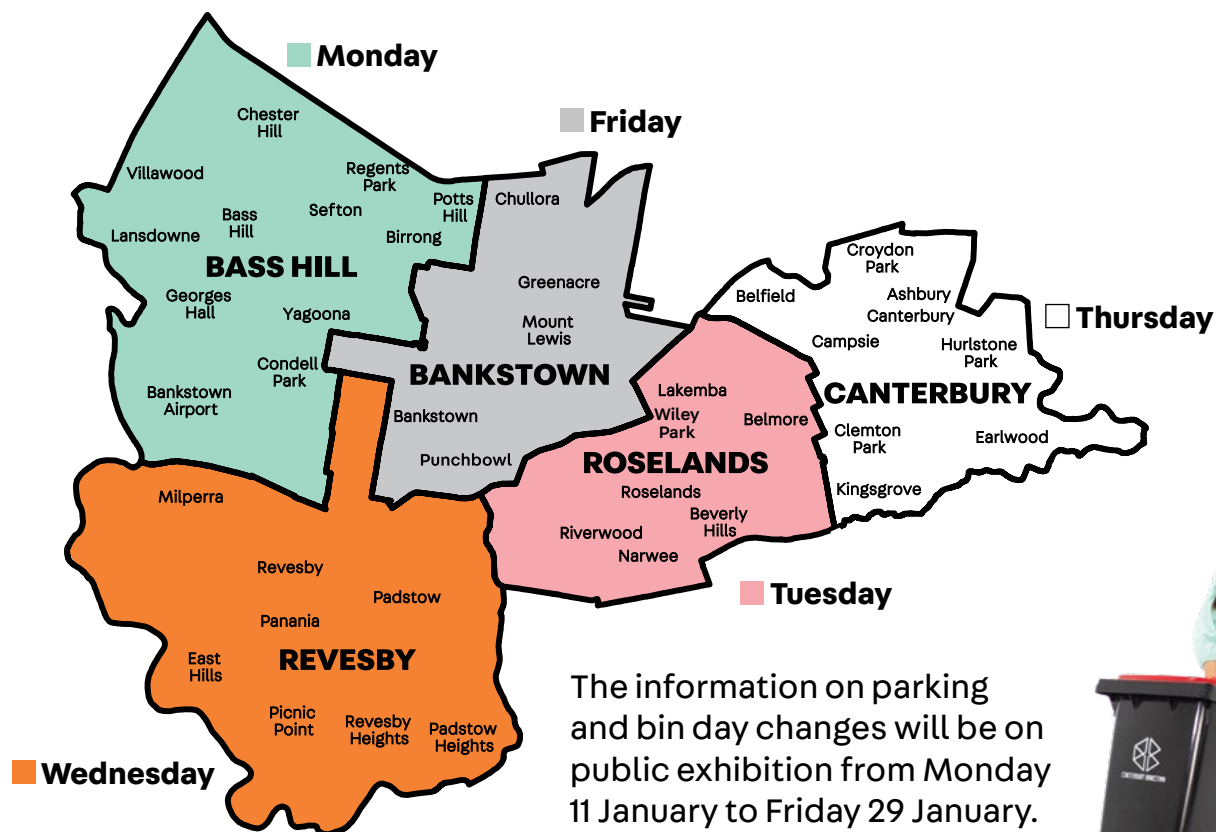 Monday
Friday
Chester
Hill
Villawood
Regents
Park
Chullora
Potts
Hill
Sefton
Bass
Hill
Lansdowne
Birrong
Croydon
Park
BASS HILL
Greenacre
Belfield
Ashbury
Georges
Hall
Canterbury
Thursday
Yagoona
Mount
Lewis
Campsie
Hurlstone
Park
Condell
Park
BANKSTOWN
Bankstown
Airport
Lakemba
CANTERBURY
Bankstown
Wiley
Park
Belmore
Clemton
Park
Earlwood
Punchbowl
ROSELANDS
Milperra
Roselands
Kingsgrove
Beverly
Hills
Riverwood
Narwee
Revesby
Padstow
Tuesday
Panania
REVESBY
East
Hills
Picnic
Point
Revesby
Heights
Padstow
Heights
Wednesday
The information on parking
and bin day changes will be on
public exhibition from Monday
11 January to Friday 29 January.